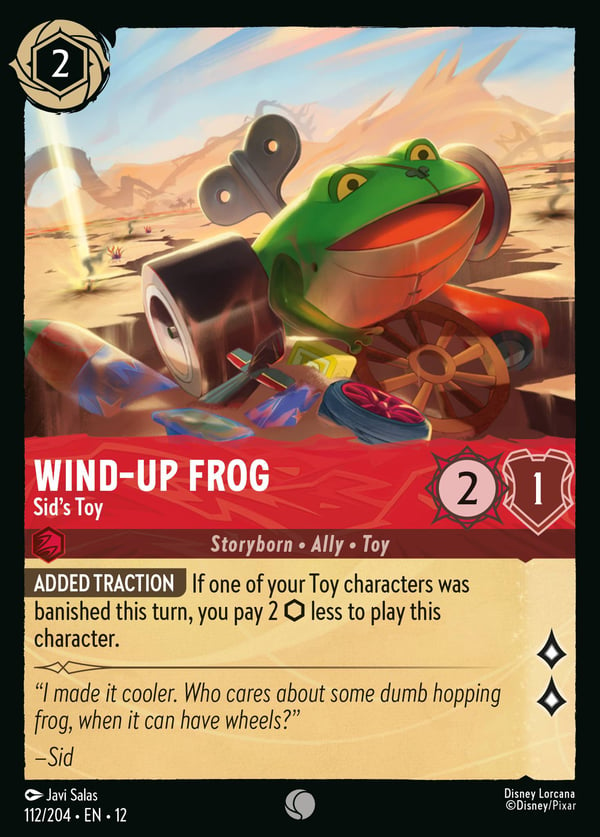 2
WIND-UP FROG
Sid's Toy
2
1
Storyborn • Ally • Toy
ADDED TRACTION If one of your Toy characters was
banished this turn, you pay 2 ⬡ less to play this
character.
“I made it cooler. Who cares about some dumb hopping
frog, when it can have wheels?”
–Sid
Javi Salas
112/204 • EN • 12
Disney Lorcana
©Disney/Pixar